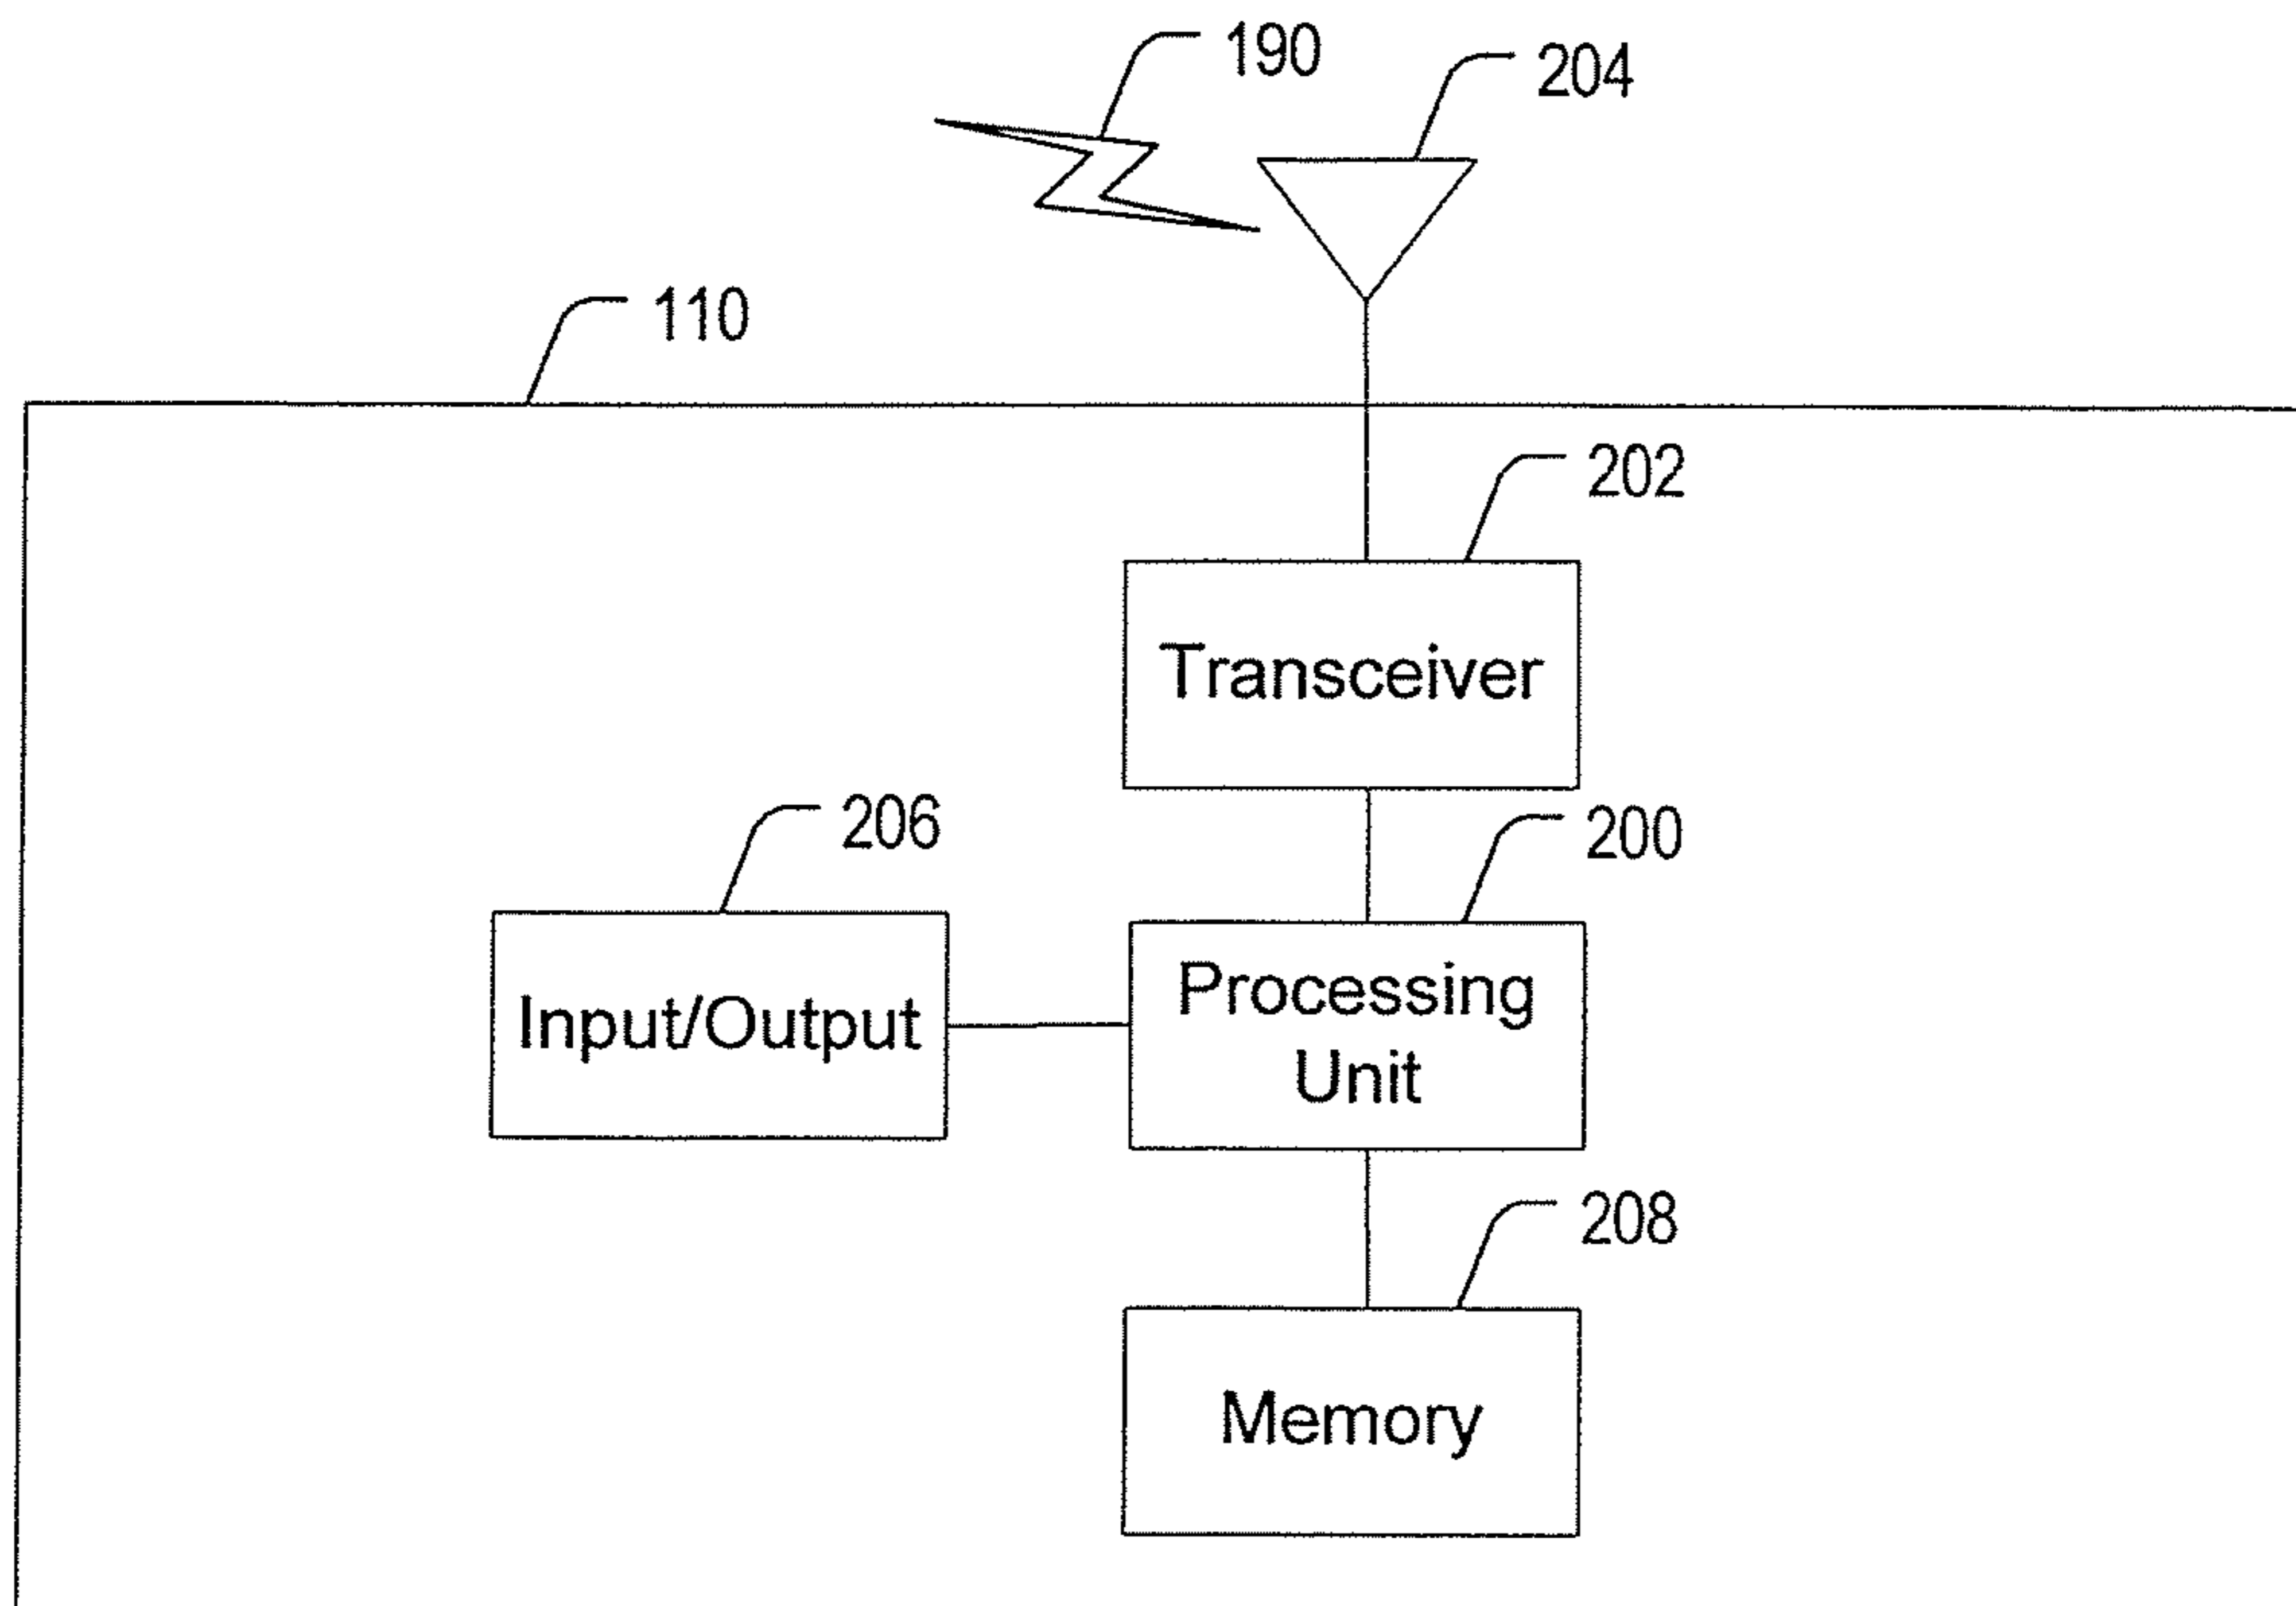 190
204
110
202
Transceiver
206
200
Input/Output
Processing
Unit
208
Memory